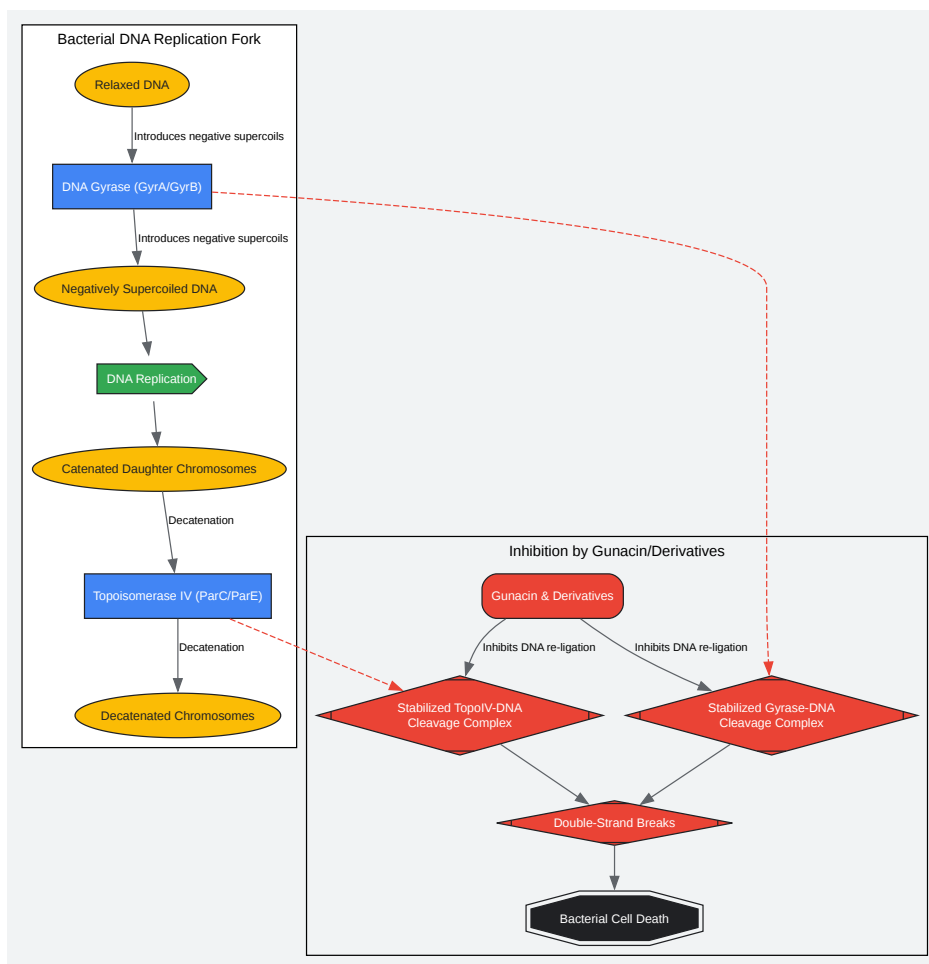 Bacterial DNA Replication Fork
Relaxed DNA
Introduces negative supercoils
DNA Gyrase (GyrA/GyrB)
Introduces negative supercoils
Negatively Supercoiled DNA
DNA Replication
Catenated Daughter Chromosomes
Decatenation
Topoisomerase IV (ParC/ParE)
Decatenation
Decatenated Chromosomes
Inhibition by Gunacin/Derivatives
Gunacin & Derivatives
Inhibits DNA re-ligation
Inhibits DNA re-ligation
Stabilized TopoIV-DNA
Cleavage Complex
Stabilized Gyrase-DNA
Cleavage Complex
Double-Strand Breaks
Bacterial Cell Death